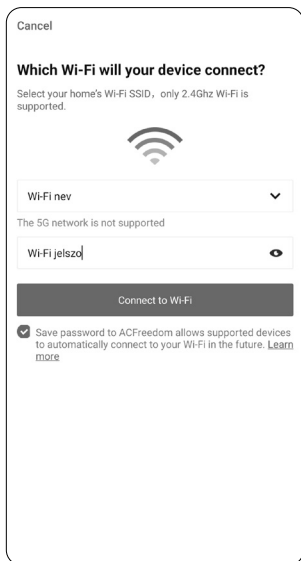 Cancel
Which Wi-Fi will your device connect?
Select your home's Wi-Fi SSID，only 2.4Ghz Wi-Fi is
supported.
Wi-Fi nev
The 5G network is not supported
Wi-Fi jelszo
Connect to Wi-Fi
Save password to ACFreedom allows supported devices
to automatically connect to your Wi-Fi in the future. Learn
more